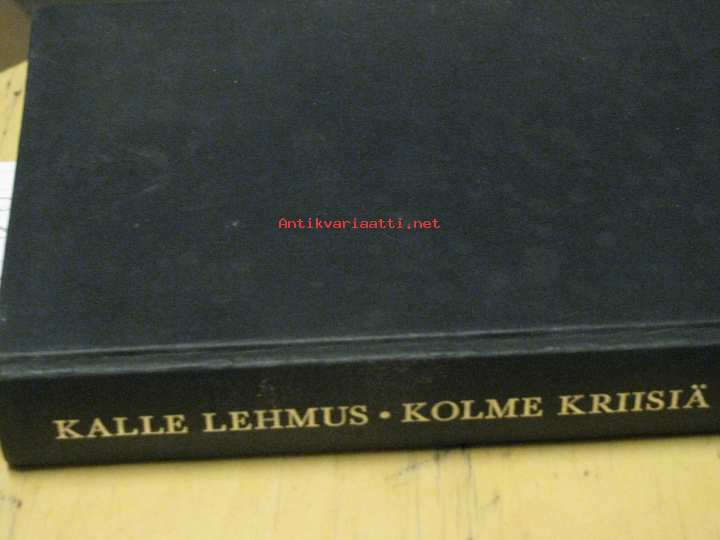 Antikvariaatti.net
KALLE LEHMUS • KOLME KRIISIÄ